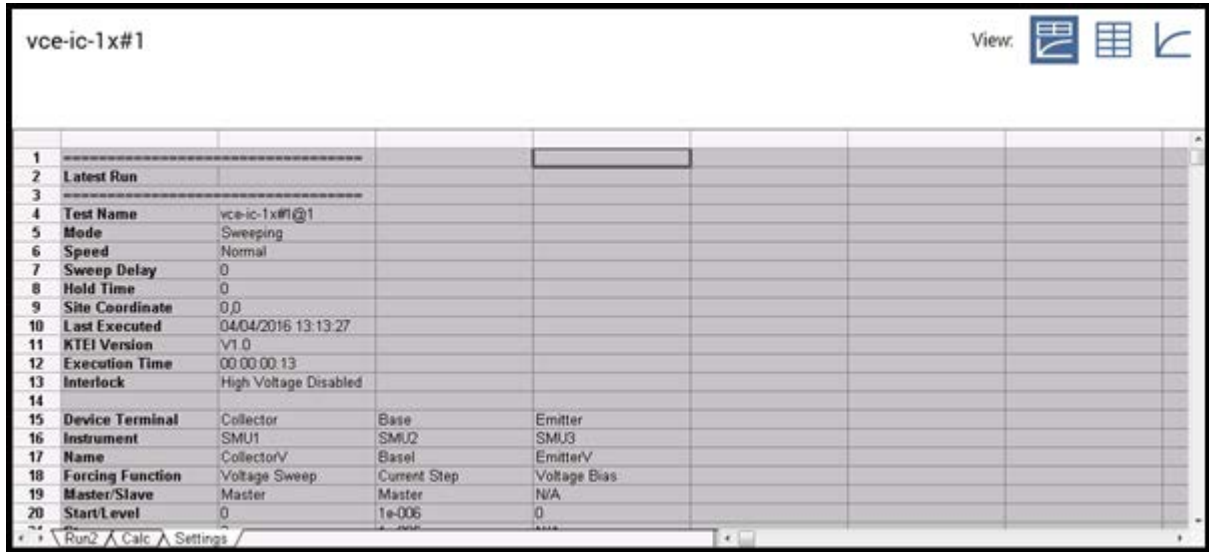 vce-ic-1x#1 View:
1 ==================================
2 Latest Run
3 ==================================
4 Test Name vce-ic-1x#1@1
5 Mode Sweeping
6 Speed Normal
7 Sweep Delay 0
8 Hold Time 0
9 Site Coordinate 0,0
10 Last Executed 04/04/2016 13:13:27
11 KTEI Version V1.0
12 Execution Time 00:00:00:13
13 Interlock High Voltage Disabled
14
15 Device Terminal Collector Base Emitter
16 Instrument SMU1 SMU2 SMU3
17 Name CollectorV BaseI EmitterV
18 Forcing Function Voltage Sweep Current Step Voltage Bias
19 Master/Slave Master Master N/A
20 Start/Level 0 1e-006 0
Run2 Calc Settings